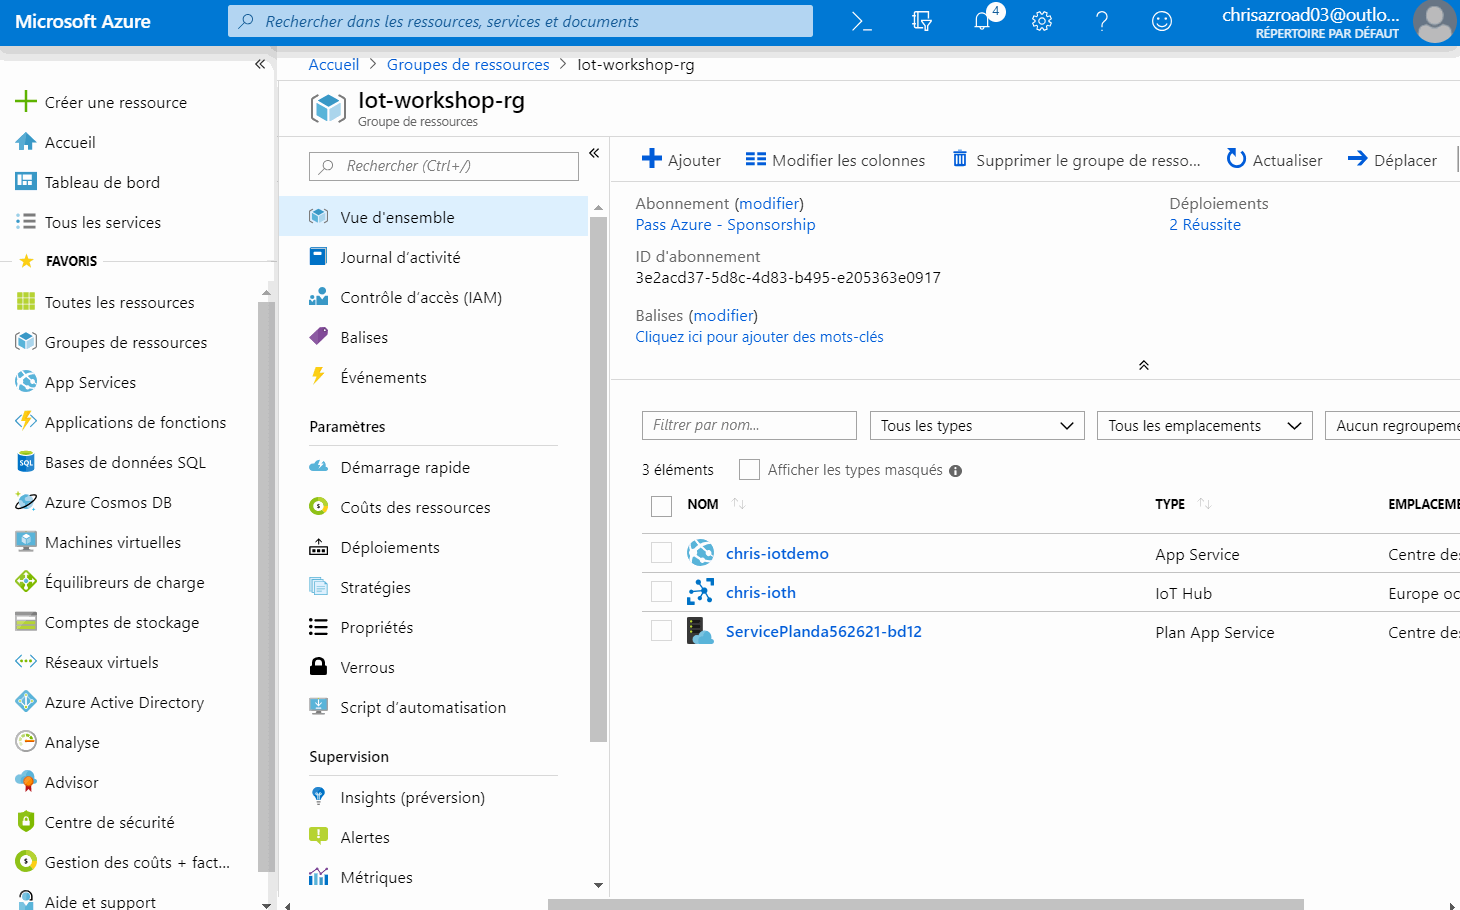 Microsoft Azure
Rechercher dans les ressources, services et documents
4
chrisazroad03@outlo...
RÉPERTOIRE PAR DÉFAUT
Créer une ressource
Accueil
Tableau de bord
Tous les services
FAVORIS
Toutes les ressources
Groupes de ressources
App Services
Applications de fonctions
Bases de données SQL
Azure Cosmos DB
Machines virtuelles
Équilibreurs de charge
Comptes de stockage
Réseaux virtuels
Azure Active Directory
Analyse
Advisor
Centre de sécurité
Gestion des coûts + fact...
Aide et support
Accueil > Groupes de ressources > Iot-workshop-rg
Iot-workshop-rg
Groupe de ressources
Rechercher (Ctrl+/)
Vue d'ensemble
Journal d’activité
Contrôle d’accès (IAM)
Balises
Événements
Paramètres
Démarrage rapide
Coûts des ressources
Déploiements
Stratégies
Propriétés
Verrous
Script d’automatisation
Supervision
Insights (préversion)
Alertes
Métriques
Ajouter Modifier les colonnes Supprimer le groupe de resso... Actualiser Déplacer
Abonnement (modifier)
Pass Azure - Sponsorship
Déploiements
2 Réussite
ID d'abonnement
3e2acd37-5d8c-4d83-b495-e205363e0917
Balises (modifier)
Cliquez ici pour ajouter des mots-clés
Filtrer par nom... Tous les types Tous les emplacements Aucun regroupeme
3 éléments Afficher les types masqués
NOM TYPE EMPLACEME
chris-iotdemo App Service Centre des
chris-ioth IoT Hub Europe oc
ServicePlanda562621-bd12 Plan App Service Centre des